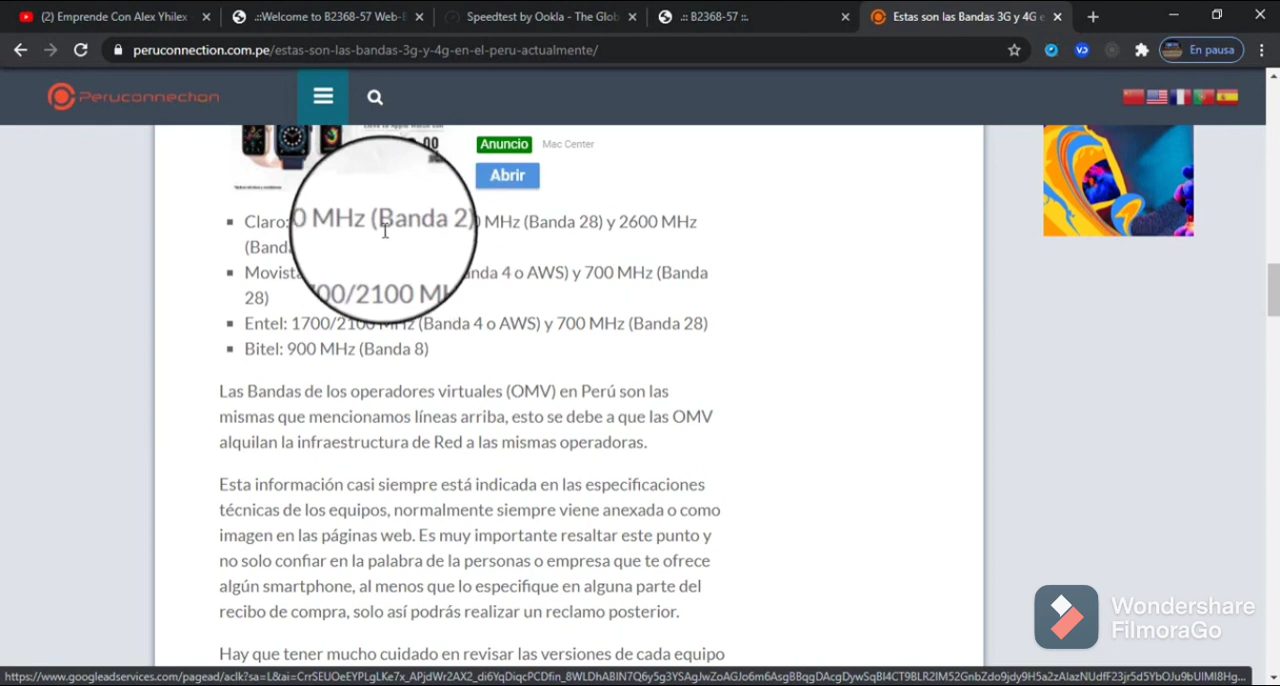 (2) Emprende Con Alex Yhilex
.::Welcome to B2368-57 Web-
Speedtest by Ookla - The Glob
.:: B2368-57 ::.
Estas son las Bandas 3G y 4G e
peruconnection.com.pe/estas-son-las-bandas-3g-y-4g-en-el-peru-actualmente/
En pausa
Peruconnection
Anuncio Mac Center
Abrir
Claro: 0 MHz (Banda 2) 0 MHz (Banda 28) y 2600 MHz
(Banda
Movista nda 4 o AWS) y 700 MHz (Banda
28)
700/2100 MH
Entel: 1700/2100 MHz (Banda 4 o AWS) y 700 MHz (Banda 28)
Bitel: 900 MHz (Banda 8)
Las Bandas de los operadores virtuales (OMV) en Perú son las
mismas que mencionamos líneas arriba, esto se debe a que las OMV
alquilan la infraestructura de Red a las mismas operadoras.
Esta información casi siempre está indicada en las especificaciones
técnicas de los equipos, normalmente siempre viene anexada o como
imagen en las páginas web. Es muy importante resaltar este punto y
no solo confiar en la palabra de la personas o empresa que te ofrece
algún smartphone, al menos que lo especifique en alguna parte del
recibo de compra, solo así podrás realizar un reclamo posterior.
Hay que tener mucho cuidado en revisar las versiones de cada equipo
Wondershare
FilmoraGo